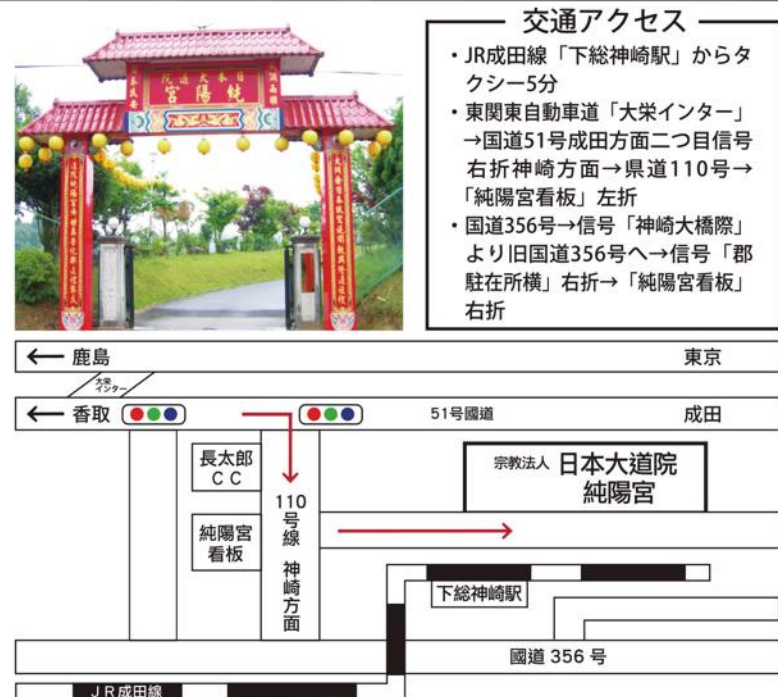 日本大道院
純陽宮
交通アクセス
・JR成田線「下総神崎駅」からタ
クシー5分
・東関東自動車道「大栄インター」
→国道51号成田方面二つ目信号
右折神崎方面→県道110号→
「純陽宮看板」左折
・国道356号→信号「神崎大橋際」
より旧国道356号へ→信号「郡
駐在所横」右折→「純陽宮看板」
右折
← 鹿島
東京
大栄
インター
← 香取
51号國道
成田
長太郎
CC
純陽宮
看板
110号線 神崎方面
宗教法人 日本大道院
純陽宮
下総神崎駅
國道 356 号
JR成田線